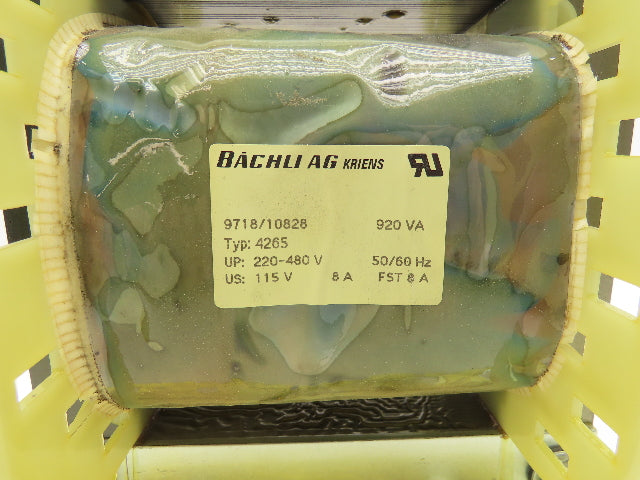 BÄCHLI AG KRIENS
9718/10828 920 VA
Typ: 4265
UP: 220-480 V 50/60 Hz
US: 115 V 8 A FST 8 A